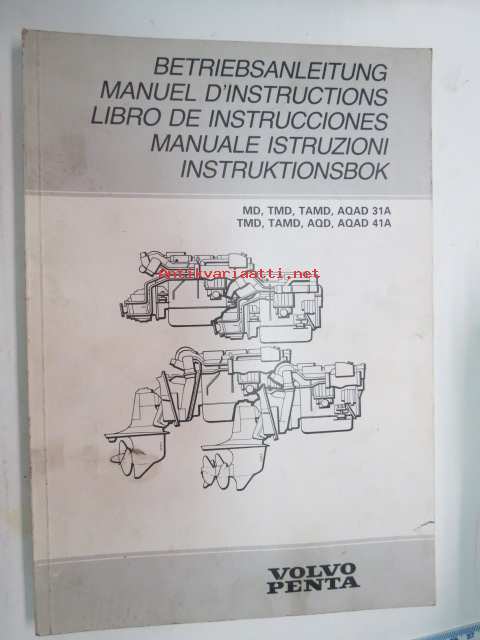 BETRIEBSANLEITUNG
MANUEL D'INSTRUCTIONS
LIBRO DE INSTRUCCIONES
MANUALE ISTRUZIONI
INSTRUKTIONSBOK
MD, TMD, TAMD, AQAD 31A
TMD, TAMD, AQD, AQAD 41A
Antikvariaatti.net
VOLVO
PENTA